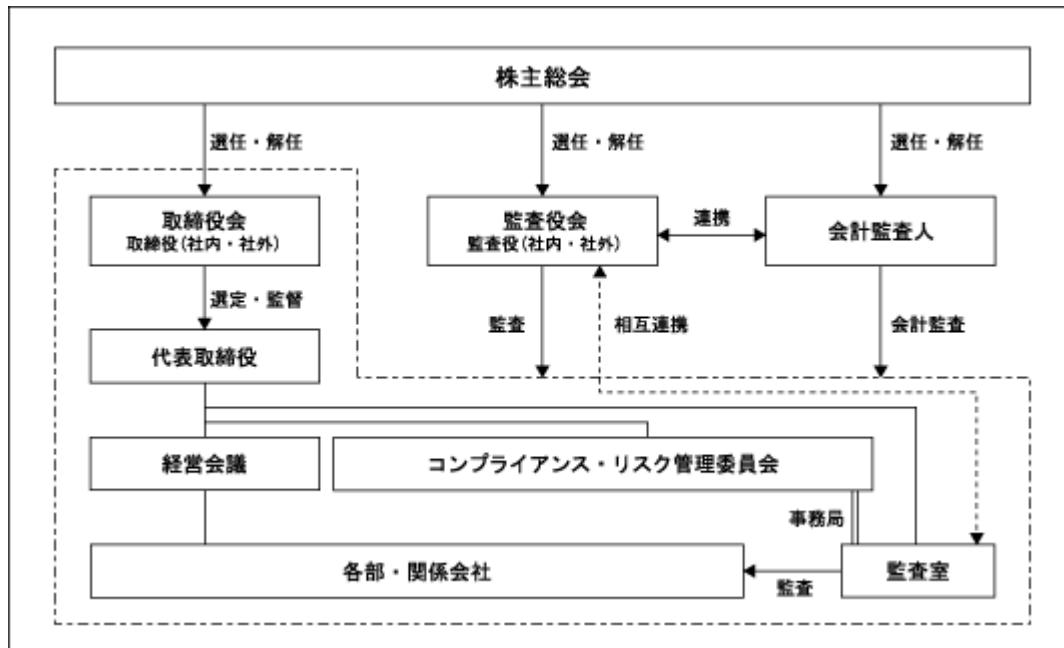 株主総会
選任・解任
選任・解任
選任・解任
取締役会
取締役(社内・社外)
監査役会
監査役(社内・社外)
連携
会計監査人
選定・監督
監査
相互連携
会計監査
代表取締役
経営会議
コンプライアンス・リスク管理委員会
事務局
各部・関係会社
監査
監査室